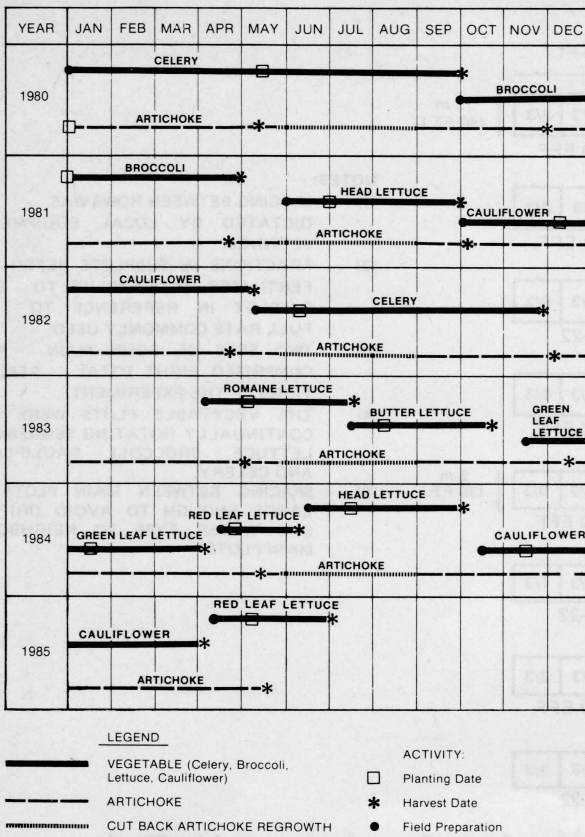 YEAR JAN FEB MAR APR MAY JUN JUL AUG SEP OCT NOV DEC
1980
CELERY
BROCCOLI
ARTICHOKE
1981
BROCCOLI
HEAD LETTUCE
CAULIFLOWER
ARTICHOKE
1982
CAULIFLOWER
CELERY
ARTICHOKE
1983
ROMAINE LETTUCE
BUTTER LETTUCE
GREEN
LEAF
LETTUCE
ARTICHOKE
1984
HEAD LETTUCE
RED LEAF LETTUCE
GREEN LEAF LETTUCE
CAULIFLOWER
ARTICHOKE
1985
RED LEAF LETTUCE
CAULIFLOWER
ARTICHOKE
LEGEND
VEGETABLE (Celery, Broccoli,
Lettuce, Cauliflower)
ARTICHOKE
CUT BACK ARTICHOKE REGROWTH
ACTIVITY:
Planting Date
Harvest Date
Field Preparation